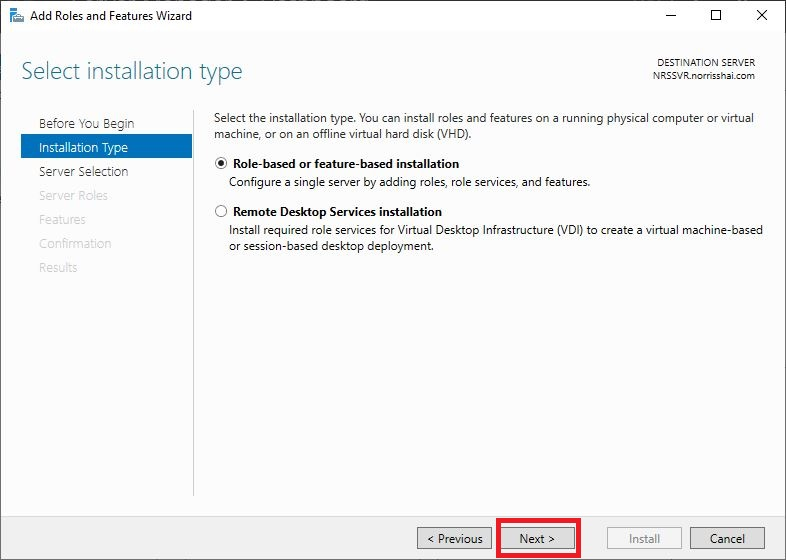 Add Roles and Features Wizard
Select installation type
DESTINATION SERVER
NRSSVR.norrisshai.com
Before You Begin
Installation Type
Server Selection
Server Roles
Features
Confirmation
Results
Select the installation type. You can install roles and features on a running physical computer or virtual
machine, or on an offline virtual hard disk (VHD).
Role-based or feature-based installation
Configure a single server by adding roles, role services, and features.
Remote Desktop Services installation
Install required role services for Virtual Desktop Infrastructure (VDI) to create a virtual machine-based
or session-based desktop deployment.
< Previous
Next >
Install
Cancel